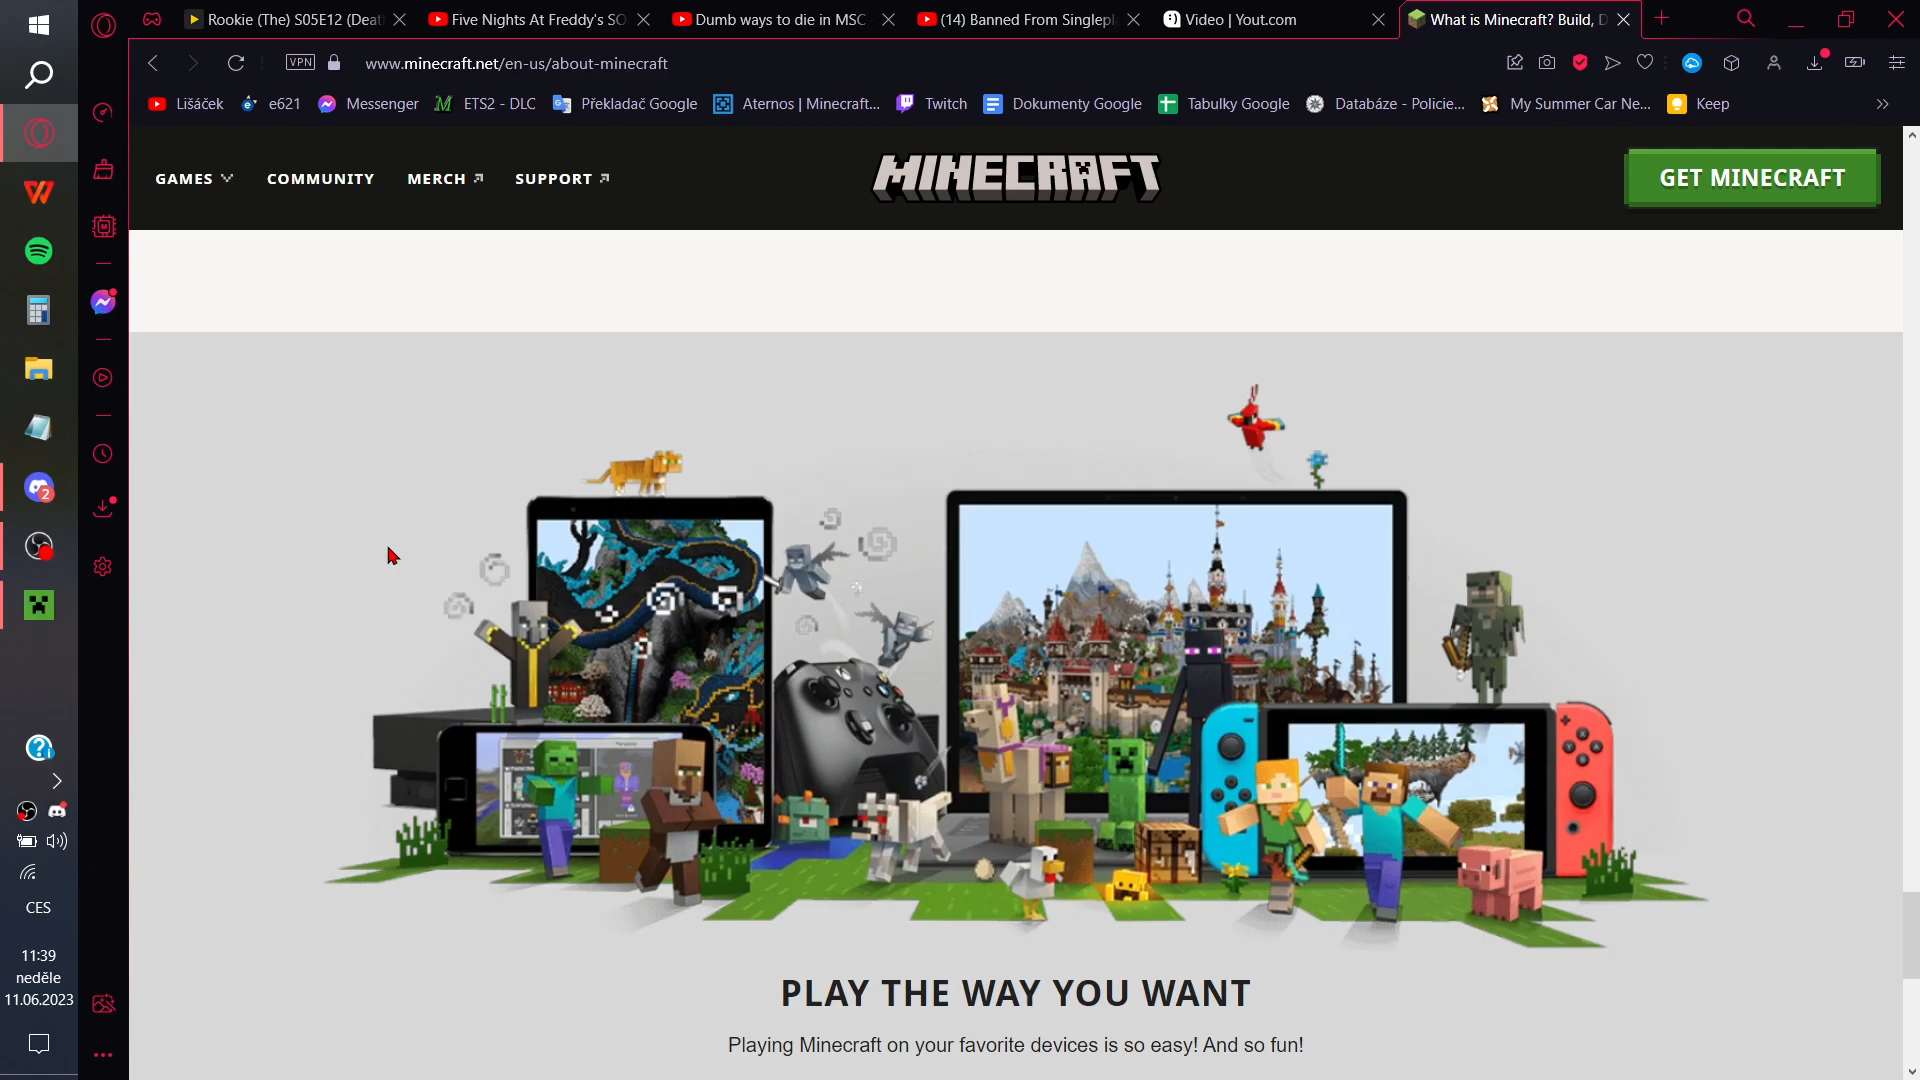 Rookie (The) S05E12 (Deat
Five Nights At Freddy's SO
Dumb ways to die in MSC
(14) Banned From Singlepl
Video | Yout.com
What is Minecraft? Build, D
VPN
www.minecraft.net/en-us/about-minecraft
Lišáček
e621
Messenger
ETS2 - DLC
Překladač Google
Aternos | Minecraft...
Twitch
Dokumenty Google
Tabulky Google
Databáze - Policie...
My Summer Car Ne...
Keep
GAMES
COMMUNITY
MERCH
SUPPORT
MINECRAFT
GET MINECRAFT
PLAY THE WAY YOU WANT
Playing Minecraft on your favorite devices is so easy! And so fun!
2
CES
11:39
neděle
11.06.2023